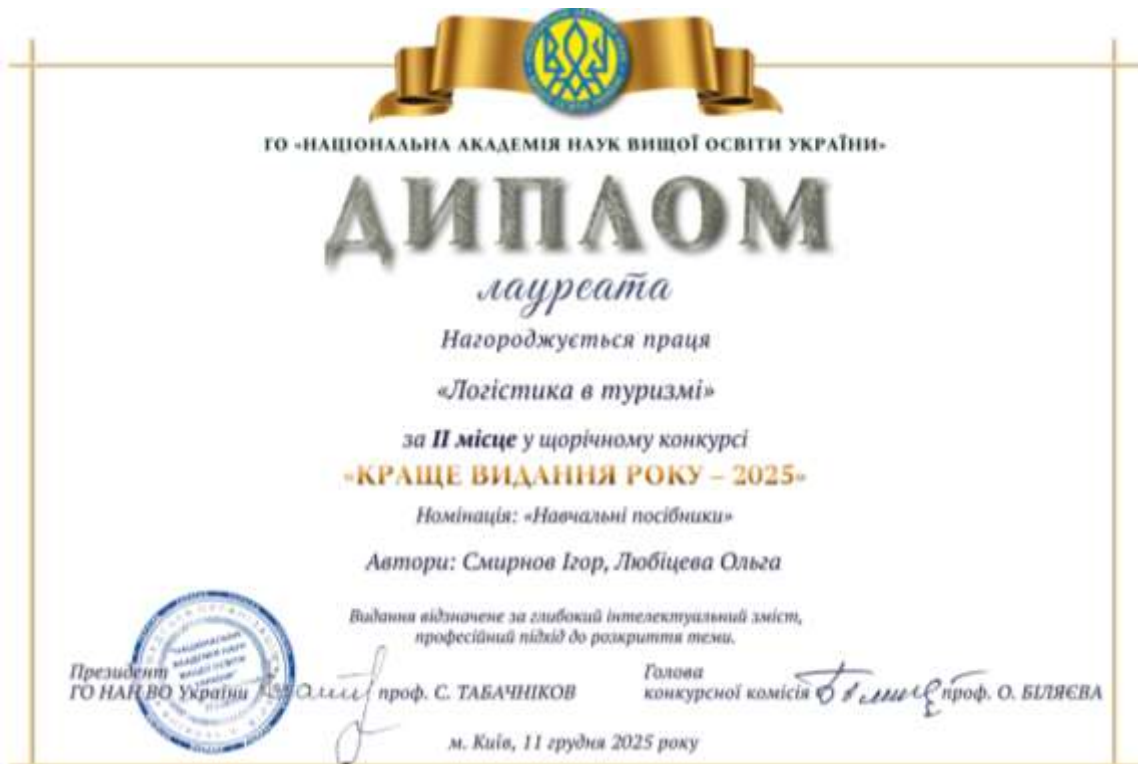 ГО «НАЦІОНАЛЬНА АКАДЕМІЯ НАУК ВИЩОЇ ОСВІТИ УКРАЇНИ»
ДИПЛОМ
лауреата
Нагороджується праця
«Логістика в туризмі»
за II місце у щорічному конкурсі
«КРАЩЕ ВИДАННЯ РОКУ – 2025»
Номінація: «Навчальні посібники»
Автори: Смирнов Ігор, Любіцева Ольга
Видання відзначене за глибокий інтелектуальний зміст,
професійний підхід до розкриття теми.
Президент
ГО НАН ВО України проф. С. ТАБАЧНІКОВ
Голова
конкурсної комісія проф. О. БІЛЯЄВА
м. Київ, 11 грудня 2025 року